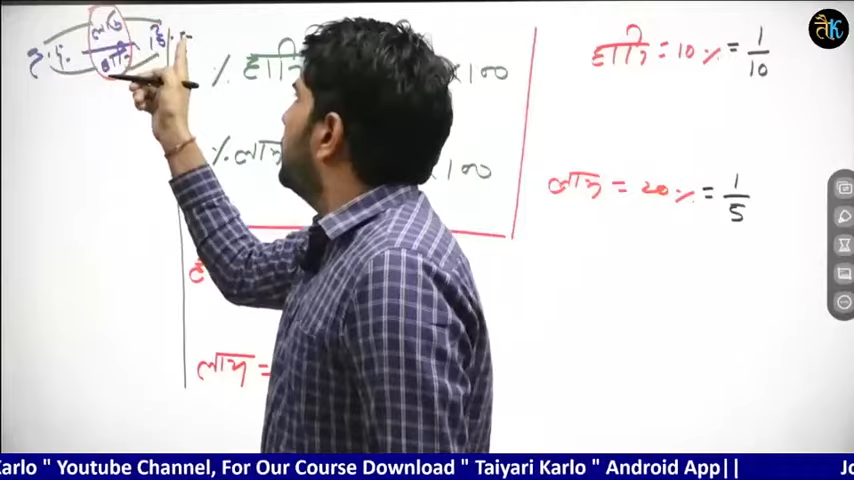 लाभ
हानि
% हानि
×100
हानि = 10% = 1/10
% लाभ
×100
लाभ = 20% = 1/5
लाभ =
तैK
Karlo " YouTube Channel, For Our Course Download " Taiyari Karlo " Android App|| Jo